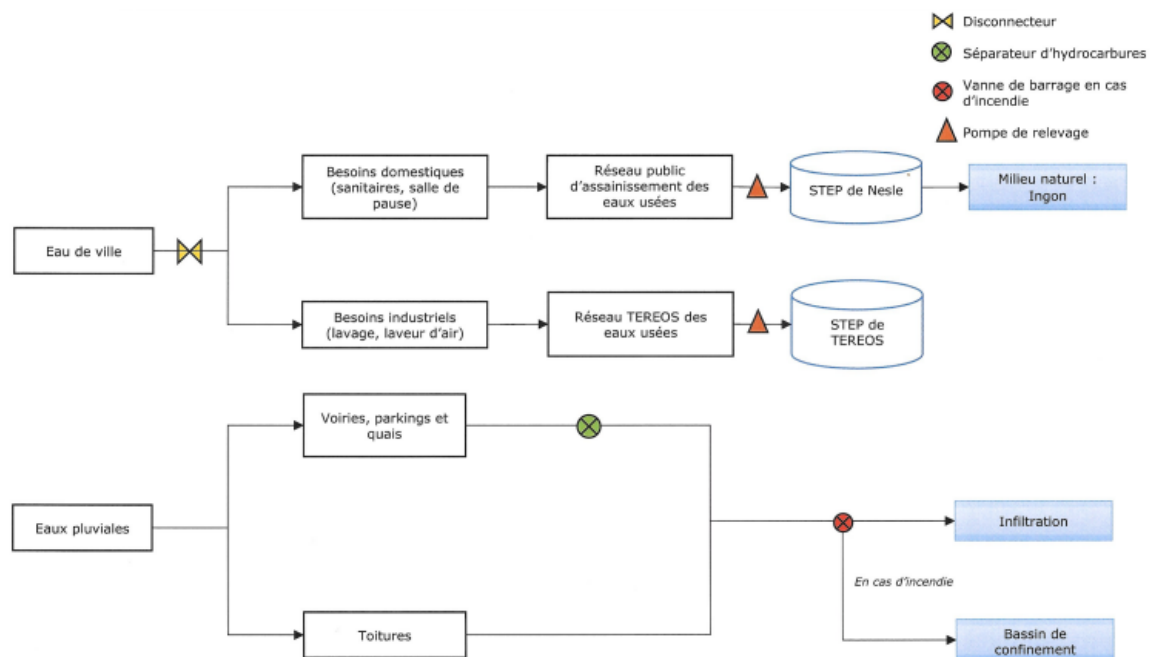 Disconnecteur
Séparateur d'hydrocarbures
Vanne de barrage en cas
d'incendie
Pompe de relevage
Besoins domestiques
(sanitaires, salle de
pause)
Réseau public
d'assainissement des
eaux usées
STEP de Nesle
Milieu naturel :
Ingon
Eau de ville
Besoins industriels
(lavage, laveur d'air)
Réseau TEREOS des
eaux usées
STEP de
TEREOS
Voiries, parkings et
quais
Eaux pluviales
Infiltration
En cas d'incendie
Toitures
Bassin de
confinement